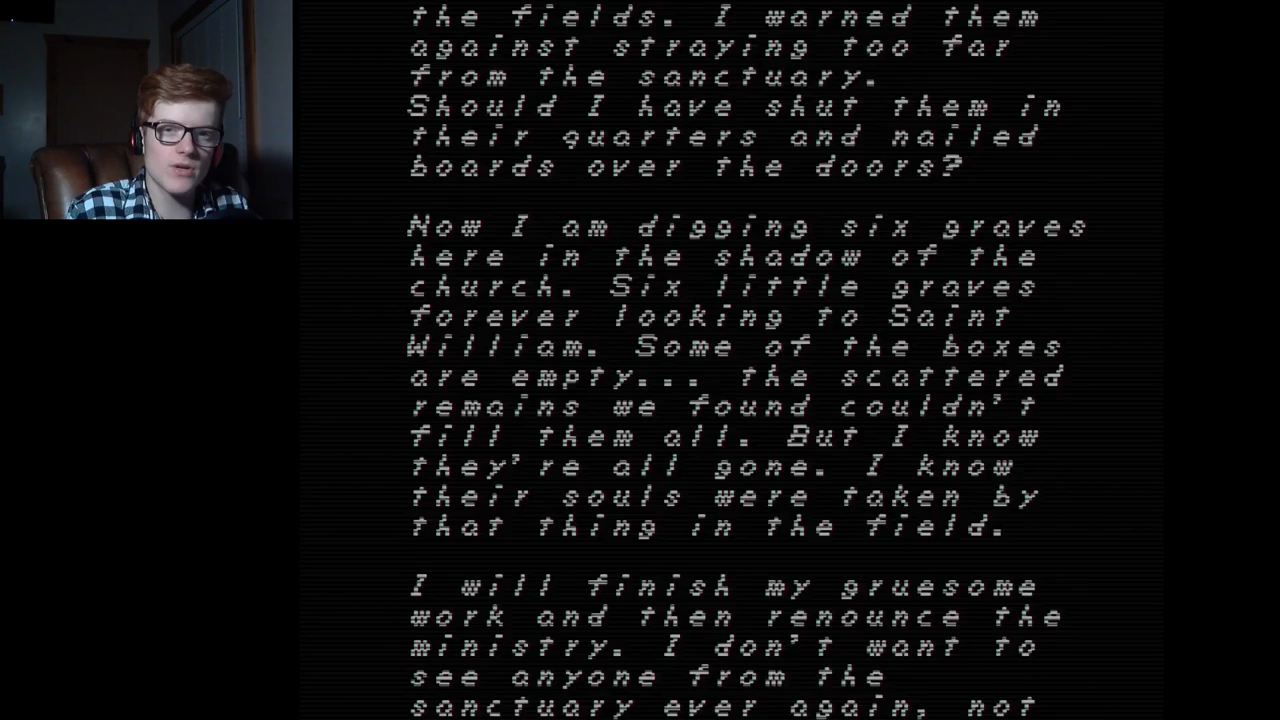 the fields. I warned them
against straying too far
from the sanctuary.
Should I have shut them in
their quarters and nailed
boards over the doors?
Now I am digging six graves
here in the shadow of the
church. Six little graves
forever looking to Saint
William. Some of the boxes
are empty... the scattered
remains we found couldn't
fill them all. But I know
they're all gone. I know
their souls were taken by
that thing in the field.
I will finish my gruesome
work and then renounce the
ministry. I don't want to
see anyone from the
sanctuary ever again, not